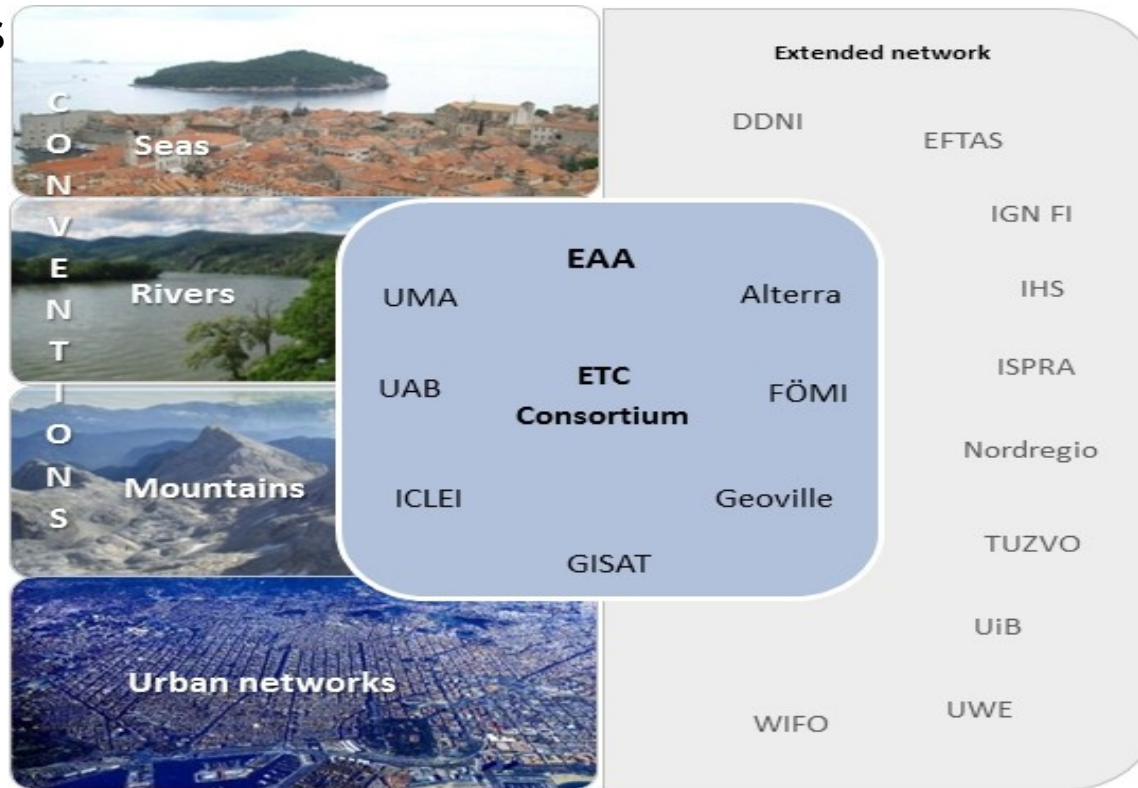 s
CONVENTIONS
Seas
Rivers
Mountains
Urban networks
EAA
UMA
Alterra
ETC
Consortium
UAB
FÖMI
ICLEI
Geoville
GISAT
Extended network
DDNI
EFTAS
IGN FI
IHS
ISPRA
Nordregio
TUZVO
UiB
UWE
WIFO